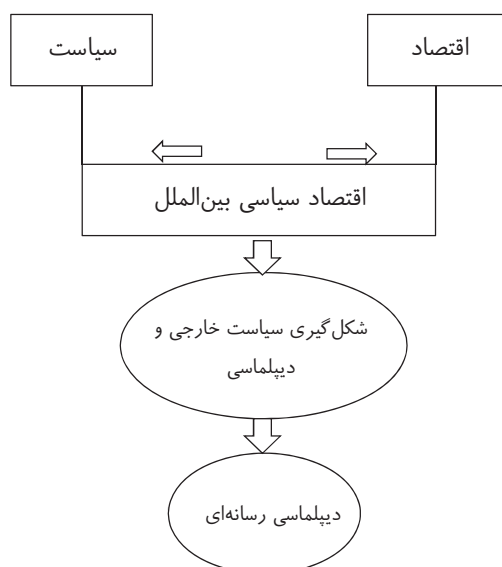 اقتصاد
سیاست
اقتصاد سیاسی بین‌الملل
شکل‌گیری سیاست خارجی و
دیپلماسی
دیپلماسی رسانه‌ای